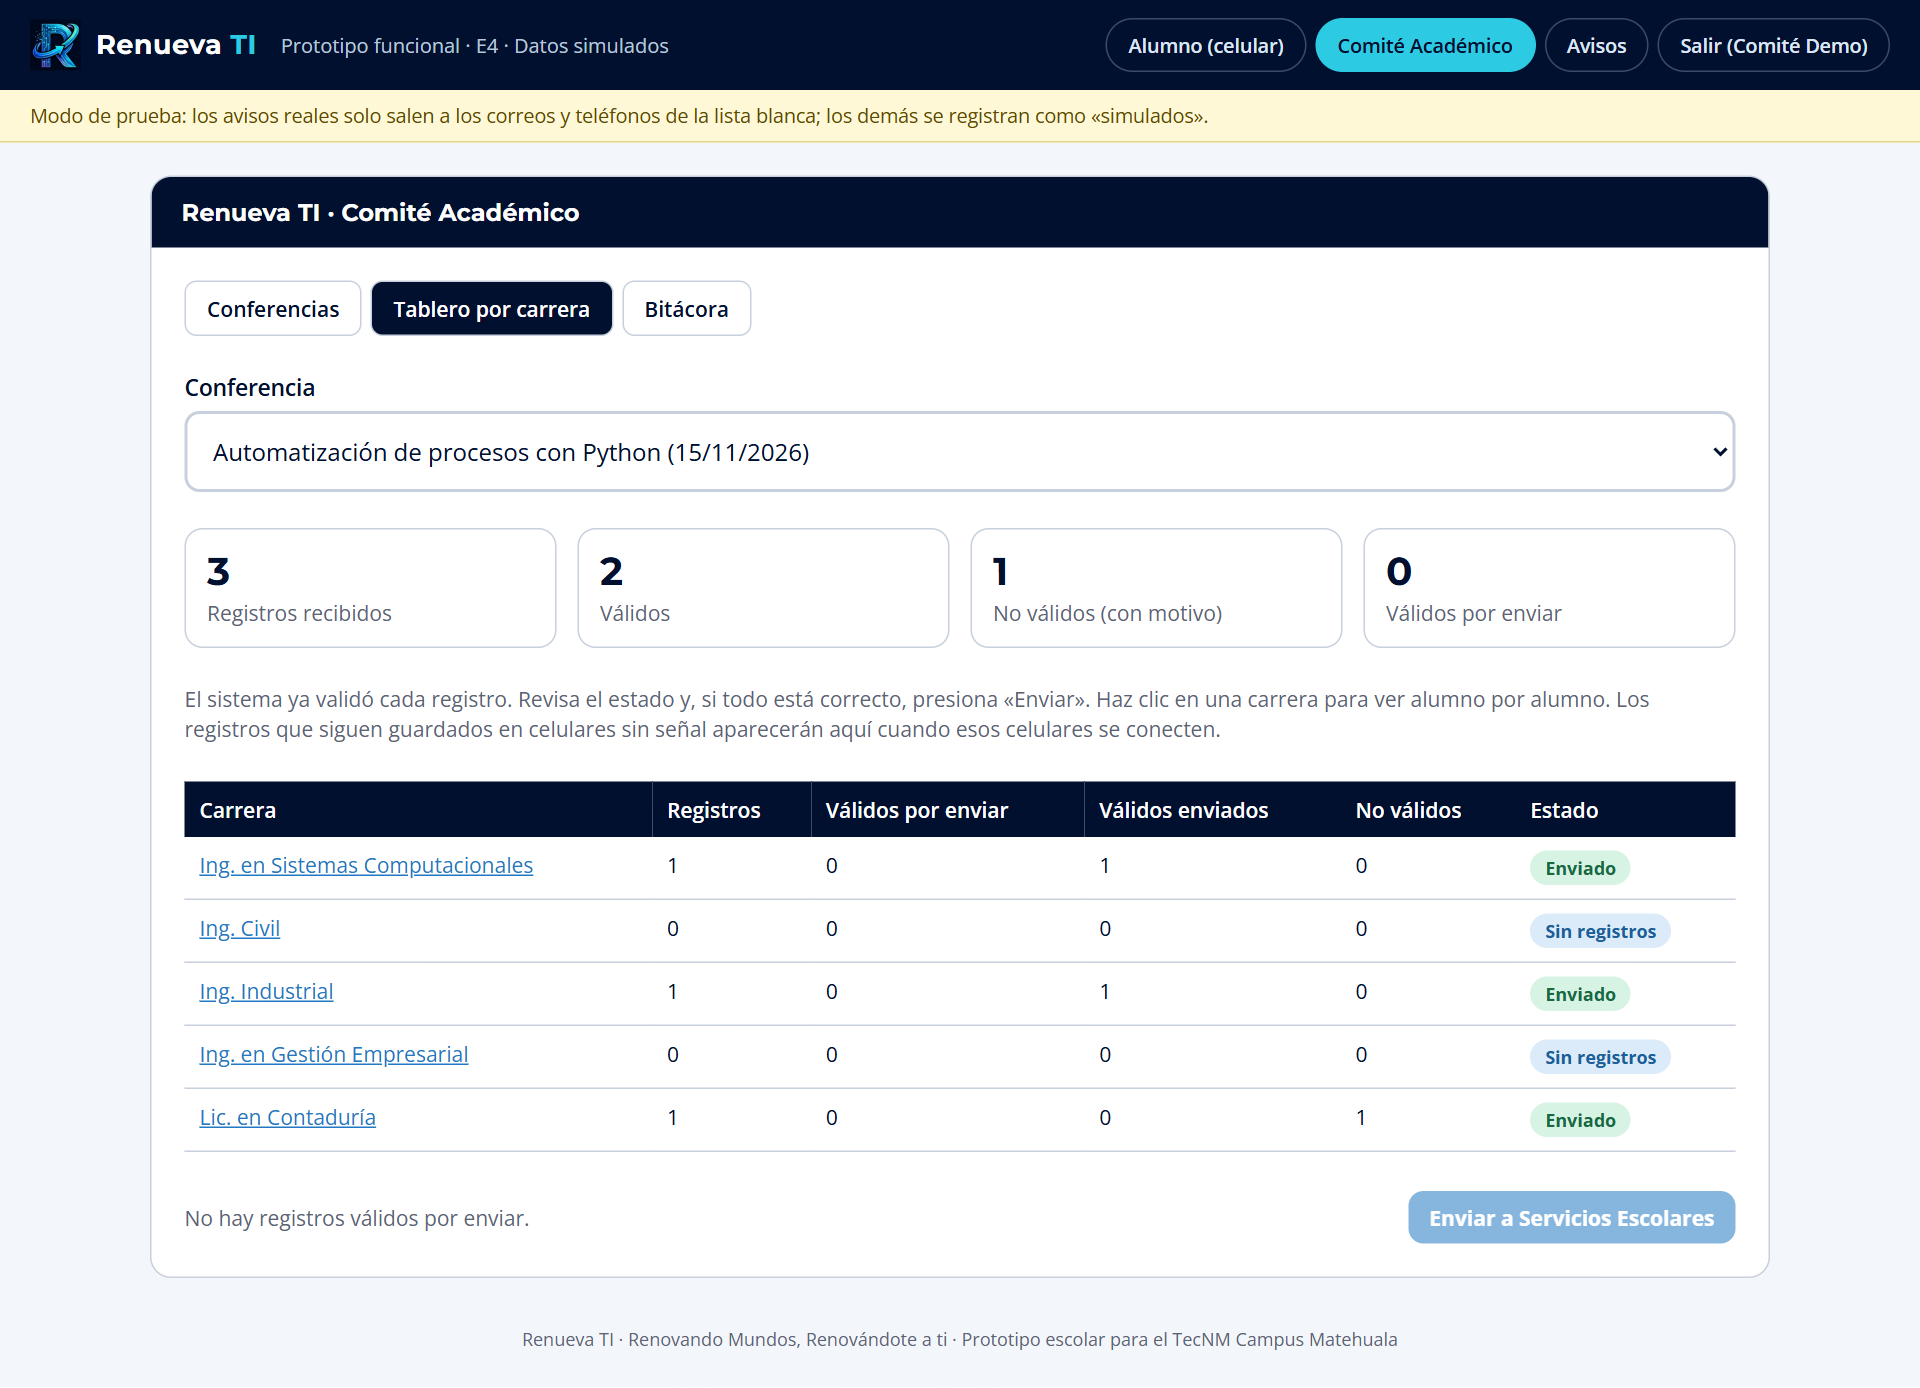 Renueva TI
Prototipo funcional · E4 · Datos simulados
Alumno (celular)
Comité Académico
Avisos
Salir (Comité Demo)
Modo de prueba: los avisos reales solo salen a los correos y teléfonos de la lista blanca; los demás se registran como «simulados».
Renueva TI · Comité Académico
Conferencias
Tablero por carrera
Bitácora
Conferencia
Automatización de procesos con Python (15/11/2026)
3
Registros recibidos
2
Válidos
1
No válidos (con motivo)
0
Válidos por enviar
El sistema ya validó cada registro. Revisa el estado y, si todo está correcto, presiona «Enviar». Haz clic en una carrera para ver alumno por alumno. Los
registros que siguen guardados en celulares sin señal aparecerán aquí cuando esos celulares se conecten.
Carrera Registros Válidos por enviar Válidos enviados No válidos Estado
Ing. en Sistemas Computacionales 1 0 1 0 Enviado
Ing. Civil 0 0 0 0 Sin registros
Ing. Industrial 1 0 1 0 Enviado
Ing. en Gestión Empresarial 0 0 0 0 Sin registros
Lic. en Contaduría 1 0 0 1 Enviado
No hay registros válidos por enviar.
Enviar a Servicios Escolares
Renueva TI · Renovando Mundos, Renovándote a ti · Prototipo escolar para el TecNM Campus Matehuala